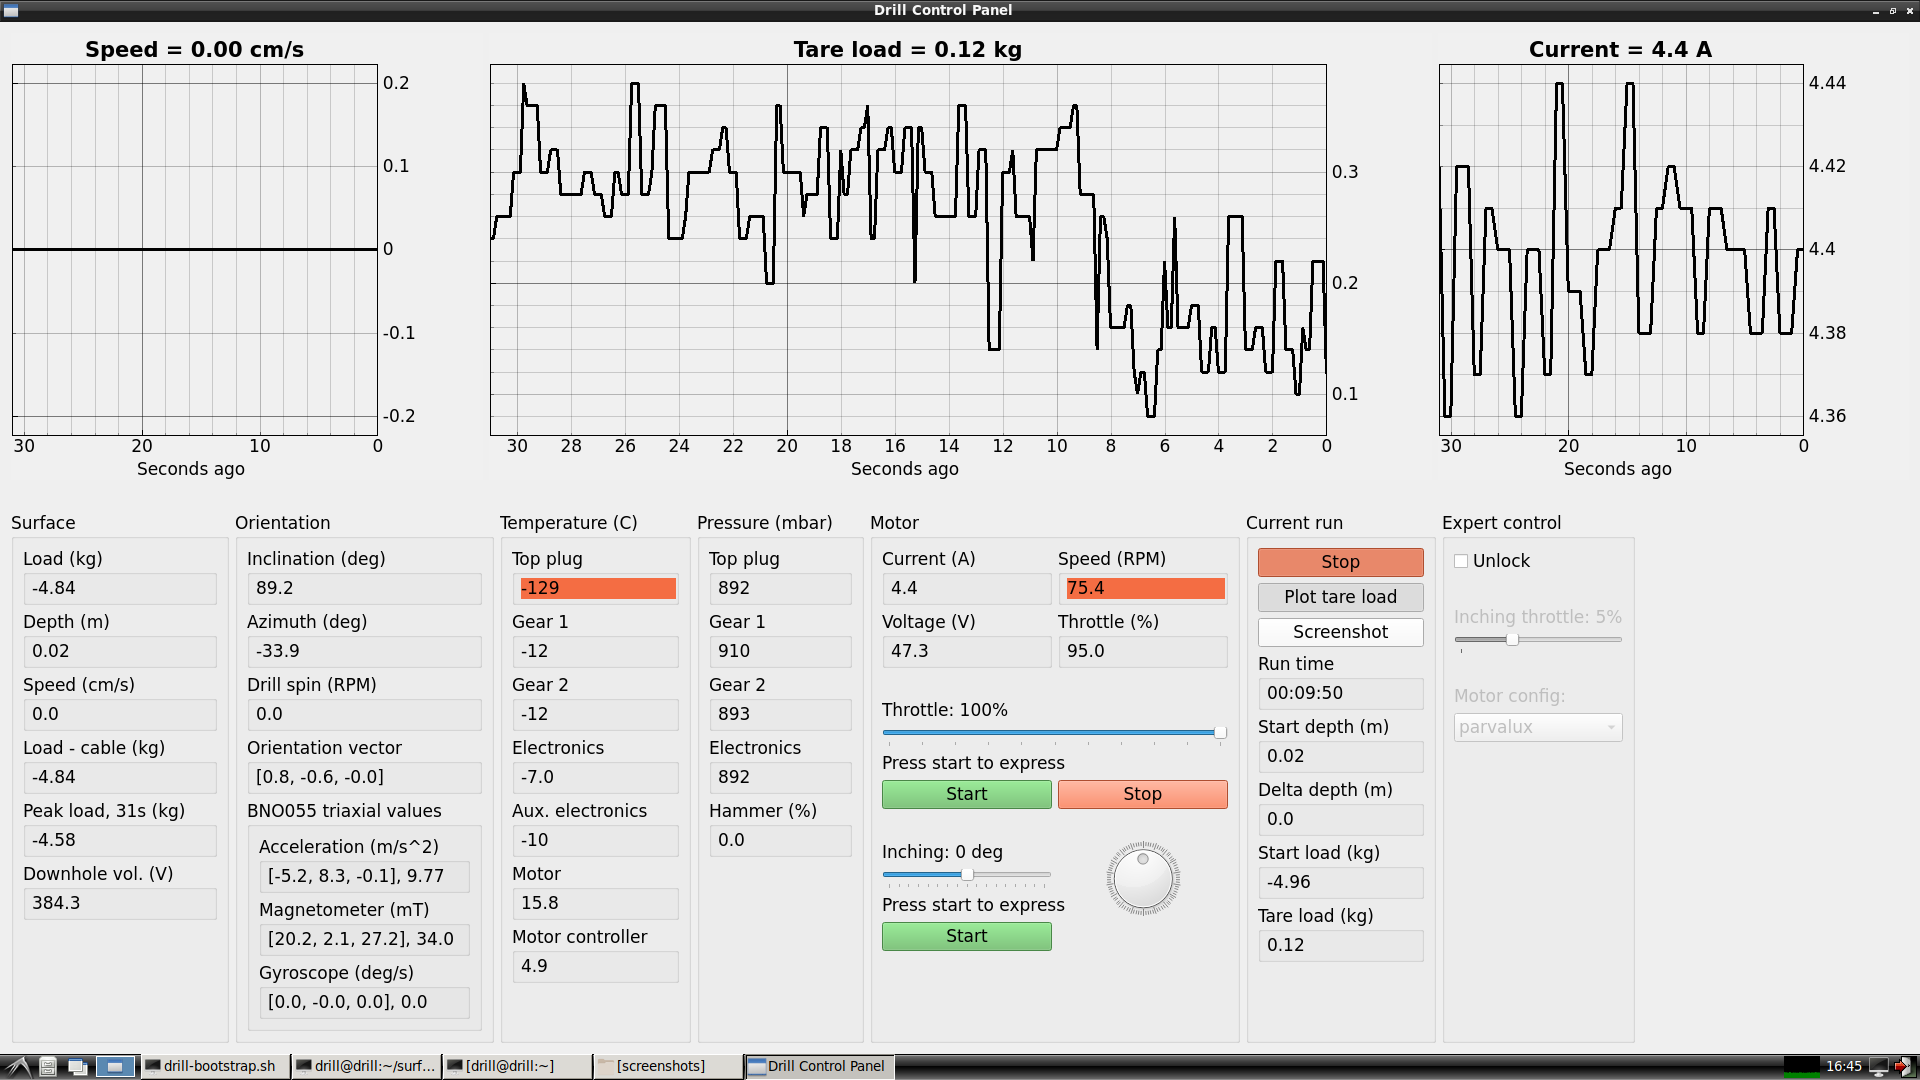 Drill Control Panel
Speed = 0.00 cm/s
0.2
0.1
0
-0.1
-0.2
30 20 10 0
Seconds ago
Tare load = 0.12 kg
0.3
0.2
0.1
30 28 26 24 22 20 18 16 14 12 10 8 6 4 2 0
Seconds ago
Current = 4.4 A
4.44
4.42
4.4
4.38
4.36
30 20 10 0
Seconds ago
Surface
Load (kg)
-4.84
Depth (m)
0.02
Speed (cm/s)
0.0
Load - cable (kg)
-4.84
Peak load, 31s (kg)
-4.58
Downhole vol. (V)
384.3
Orientation
Inclination (deg)
89.2
Azimuth (deg)
-33.9
Drill spin (RPM)
0.0
Orientation vector
[0.8, -0.6, -0.0]
BNO055 triaxial values
Acceleration (m/s^2)
[-5.2, 8.3, -0.1], 9.77
Magnetometer (mT)
[20.2, 2.1, 27.2], 34.0
Gyroscope (deg/s)
[0.0, -0.0, 0.0], 0.0
Temperature (C)
Top plug
-129
Gear 1
-12
Gear 2
-12
Electronics
-7.0
Aux. electronics
-10
Motor
15.8
Motor controller
4.9
Pressure (mbar)
Top plug
892
Gear 1
910
Gear 2
893
Electronics
892
Hammer (%)
0.0
Motor
Current (A) Speed (RPM)
4.4 75.4
Voltage (V) Throttle (%)
47.3 95.0
Throttle: 100%
Press start to express
Start Stop
Inching: 0 deg
Press start to express
Start
Current run
Stop
Plot tare load
Screenshot
Run time
00:09:50
Start depth (m)
0.02
Delta depth (m)
0.0
Start load (kg)
-4.96
Tare load (kg)
0.12
Expert control
Unlock
Inching throttle: 5%
Motor config:
parvalux
drill-bootstrap.sh
drill@drill:~/surf...
[drill@drill:~]
[screenshots]
Drill Control Panel
16:45